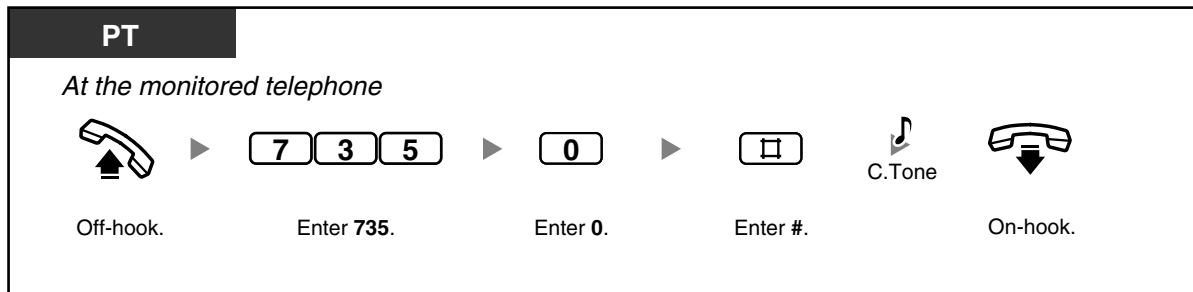 PT
At the monitored telephone
7 3 5 0 #
C.Tone
Off-hook. Enter 735. Enter 0. Enter #. On-hook.